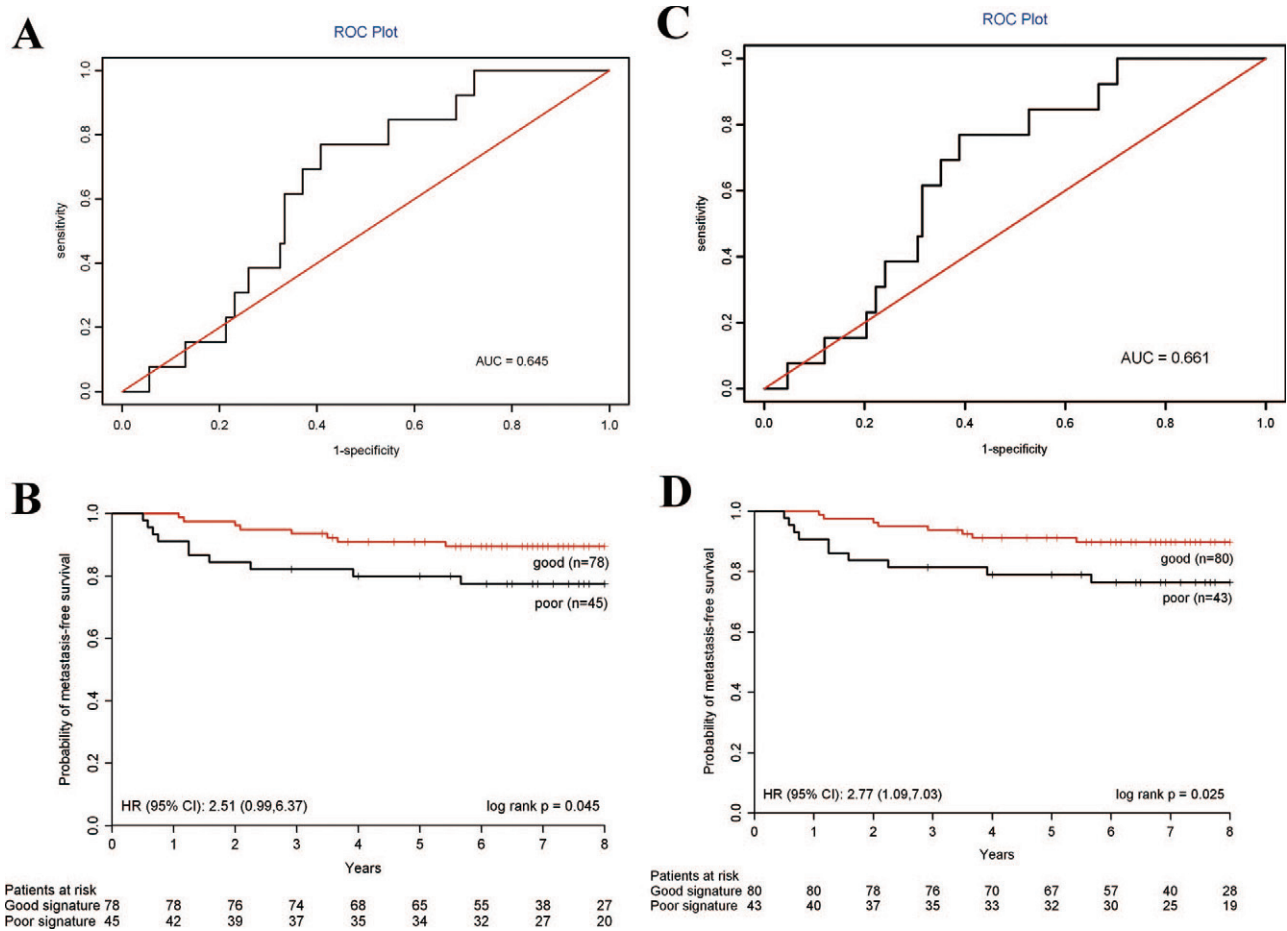 A
ROC Plot
sensitivity
0.0 0.2 0.4 0.6 0.8 1.0
AUC = 0.645
0.0 0.2 0.4 0.6 0.8 1.0
1-specificity
C
ROC Plot
sensitivity
0.0 0.2 0.4 0.6 0.8 1.0
AUC = 0.661
0.0 0.2 0.4 0.6 0.8 1.0
1-specificity
B
Probability of metastasis-free survival
0.0 0.2 0.4 0.6 0.8 1.0
good (n=78)
poor (n=45)
HR (95% CI): 2.51 (0.99,6.37)
log rank p = 0.045
0 1 2 3 4 5 6 7 8
Years
Patients at risk
Good signature 78 78 76 74 68 65 55 38 27
Poor signature 45 42 39 37 35 34 32 27 20
D
Probability of metastasis-free survival
0.0 0.2 0.4 0.6 0.8 1.0
good (n=80)
poor (n=43)
HR (95% CI): 2.77 (1.09,7.03)
log rank p = 0.025
0 1 2 3 4 5 6 7 8
Years
Patients at risk
Good signature 80 80 78 76 70 67 57 40 28
Poor signature 43 40 37 35 33 32 30 25 19